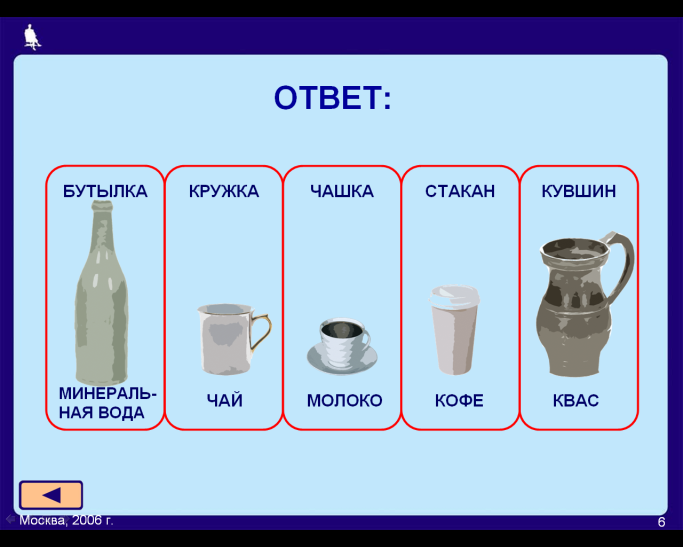 ОТВЕТ:
БУТЫЛКА КРУЖКА ЧАШКА СТАКАН КУВШИН
МИНЕРАЛЬ-
НАЯ ВОДА
ЧАЙ МОЛОКО КОФЕ КВАС
Москва, 2006 г. 6